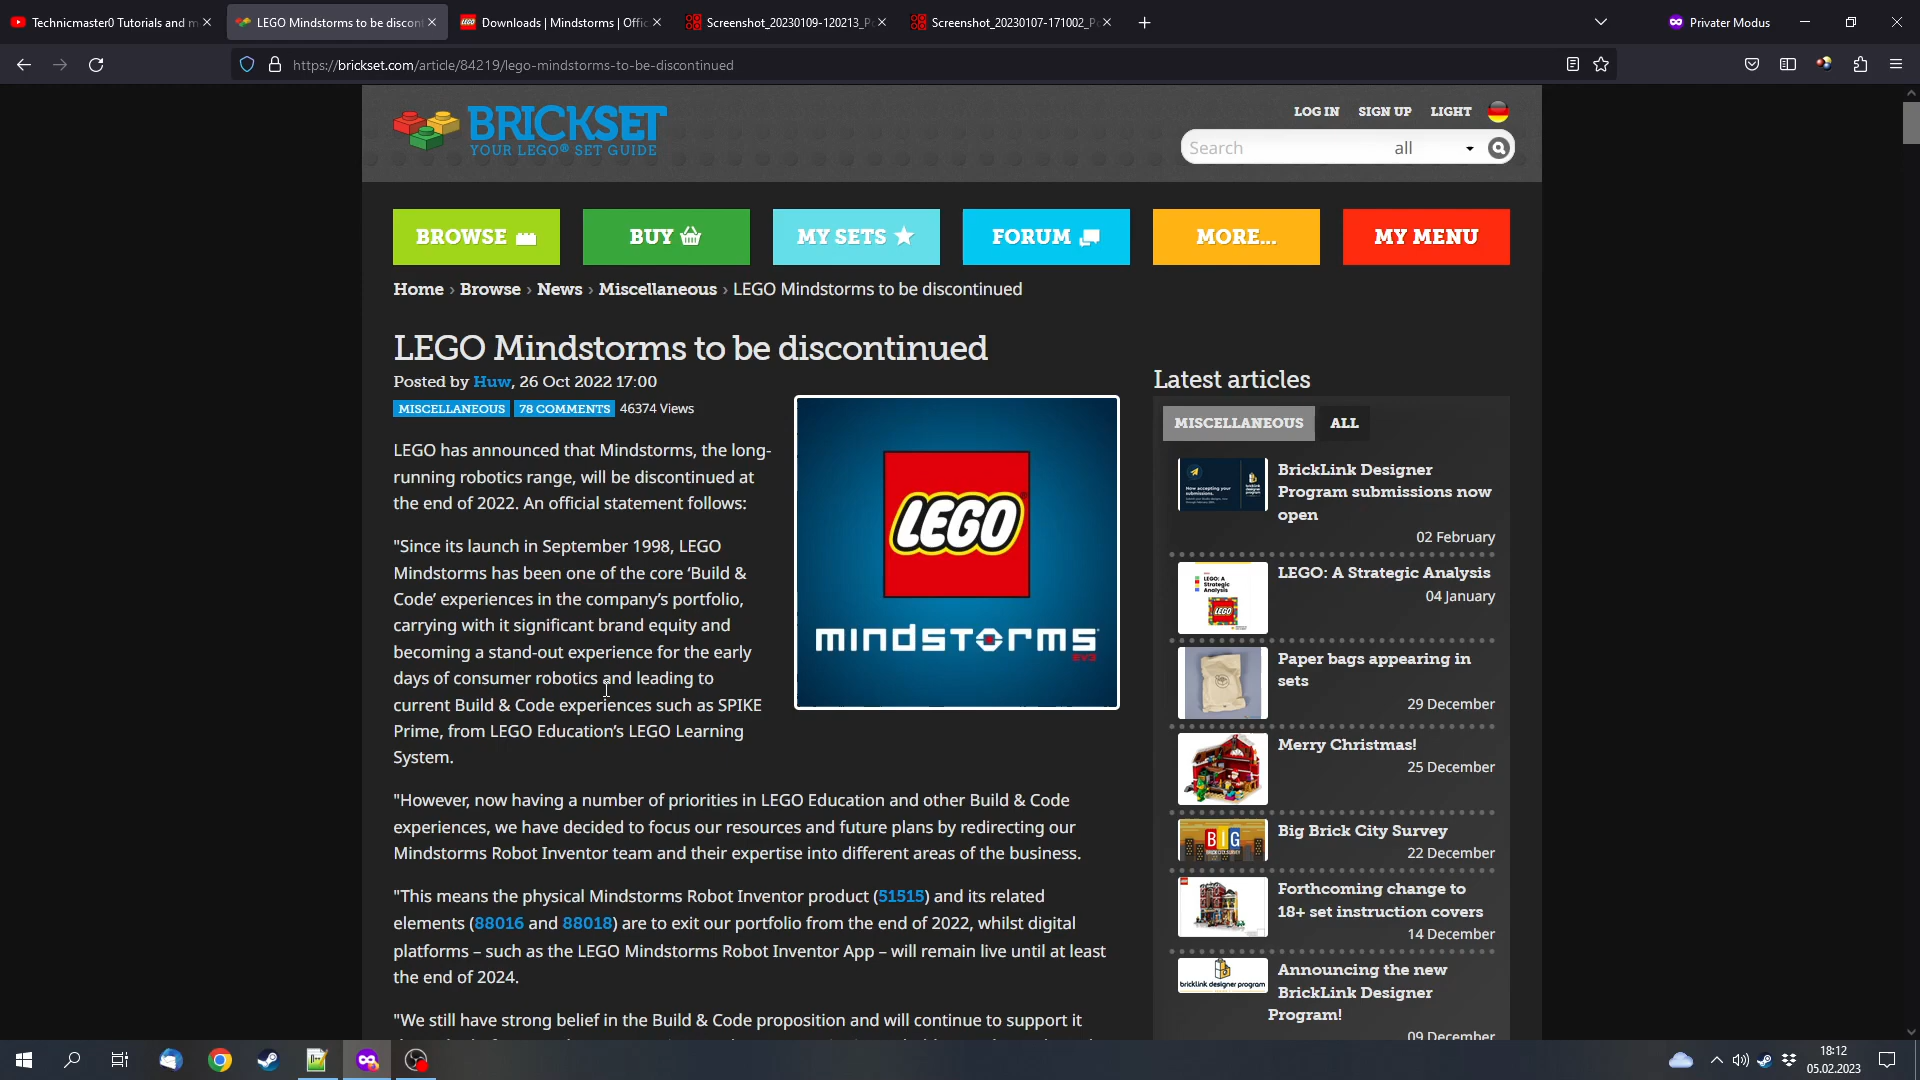 Technicmaster0 Tutorials and m
LEGO Mindstorms to be discont
Downloads | Mindstorms | Offic
Screenshot_20230109-120213_P
Screenshot_20230107-171002_P
Privater Modus
https://brickset.com/article/84219/lego-mindstorms-to-be-discontinued
BRICKSET
YOUR LEGO® SET GUIDE
LOG IN SIGN UP LIGHT
Search all
BROWSE BUY MY SETS FORUM MORE... MY MENU
Home › Browse › News › Miscellaneous › LEGO Mindstorms to be discontinued
LEGO Mindstorms to be discontinued
Posted by Huw, 26 Oct 2022 17:00
MISCELLANEOUS 78 COMMENTS 46374 Views
LEGO has announced that Mindstorms, the long-
running robotics range, will be discontinued at
the end of 2022. An official statement follows:
"Since its launch in September 1998, LEGO
Mindstorms has been one of the core ‘Build &
Code’ experiences in the company’s portfolio,
carrying with it significant brand equity and
becoming a stand-out experience for the early
days of consumer robotics and leading to
current Build & Code experiences such as SPIKE
Prime, from LEGO Education’s LEGO Learning
System.
LEGO
mindstorms
EV3
"However, now having a number of priorities in LEGO Education and other Build & Code
experiences, we have decided to focus our resources and future plans by redirecting our
Mindstorms Robot Inventor team and their expertise into different areas of the business.
"This means the physical Mindstorms Robot Inventor product (51515) and its related
elements (88016 and 88018) are to exit our portfolio from the end of 2022, whilst digital
platforms – such as the LEGO Mindstorms Robot Inventor App – will remain live until at least
the end of 2024.
"We still have strong belief in the Build & Code proposition and will continue to support it
Latest articles
MISCELLANEOUS ALL
Now accepting your
submissions.
bricklink
designer
program
BrickLink Designer
Program submissions now
open
02 February
LEGO: A
Strategic
Analysis
LEGO: A Strategic Analysis
04 January
Paper bags appearing in
sets
29 December
Merry Christmas!
25 December
BIG
Big Brick City Survey
22 December
Forthcoming change to
18+ set instruction covers
14 December
bricklink designer program
Announcing the new
BrickLink Designer
Program!
09 December
18:12
05.02.2023